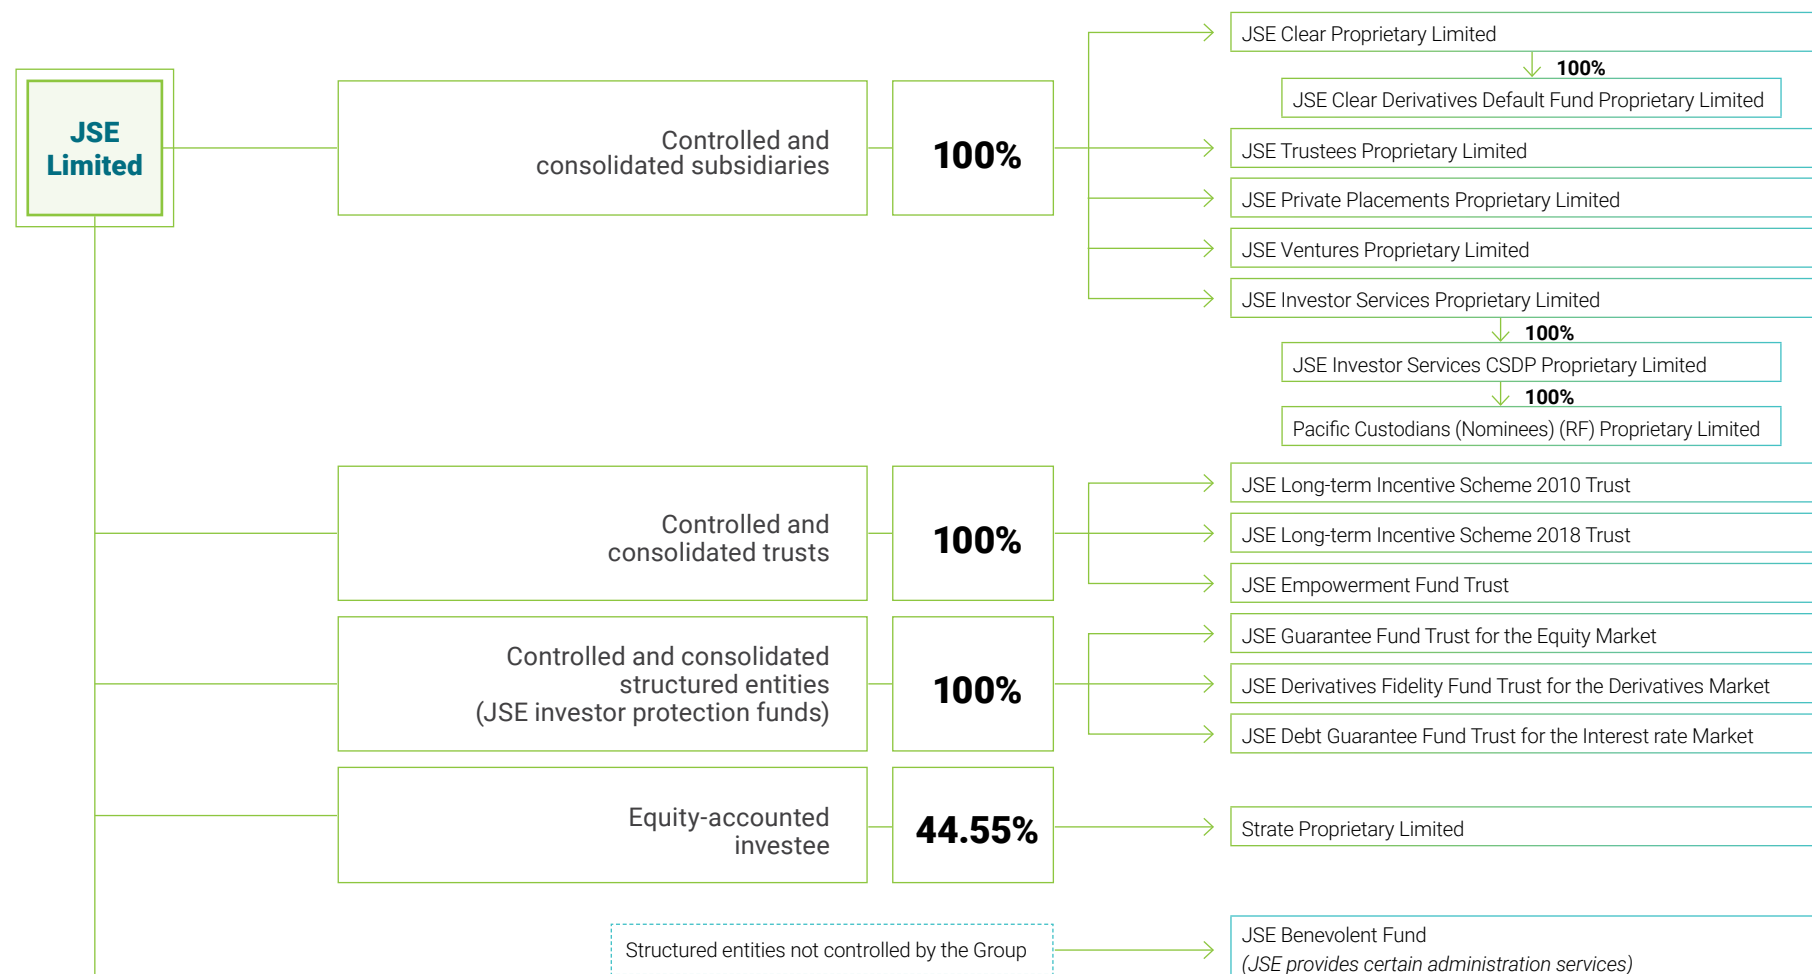 JSE
Limited
Controlled and
consolidated subsidiaries
100%
JSE Clear Proprietary Limited
100%
JSE Clear Derivatives Default Fund Proprietary Limited
JSE Trustees Proprietary Limited
JSE Private Placements Proprietary Limited
JSE Ventures Proprietary Limited
JSE Investor Services Proprietary Limited
100%
JSE Investor Services CSDP Proprietary Limited
100%
Pacific Custodians (Nominees) (RF) Proprietary Limited
Controlled and
consolidated trusts
100%
JSE Long-term Incentive Scheme 2010 Trust
JSE Long-term Incentive Scheme 2018 Trust
JSE Empowerment Fund Trust
Controlled and consolidated
structured entities
(JSE investor protection funds)
100%
JSE Guarantee Fund Trust for the Equity Market
JSE Derivatives Fidelity Fund Trust for the Derivatives Market
JSE Debt Guarantee Fund Trust for the Interest rate Market
Equity-accounted
investee
44.55%
Strate Proprietary Limited
Structured entities not controlled by the Group
JSE Benevolent Fund
(JSE provides certain administration services)